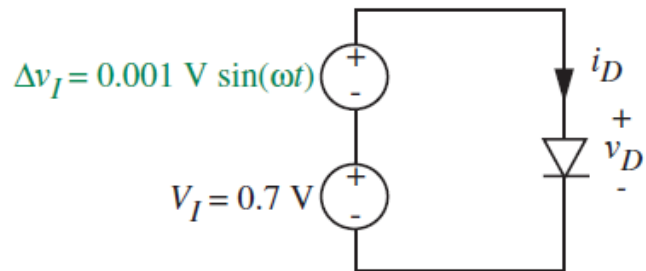 Δv_I = 0.001 V sin(ωt)
+
-
V_I = 0.7 V
+
-
i_D
+
v_D
-